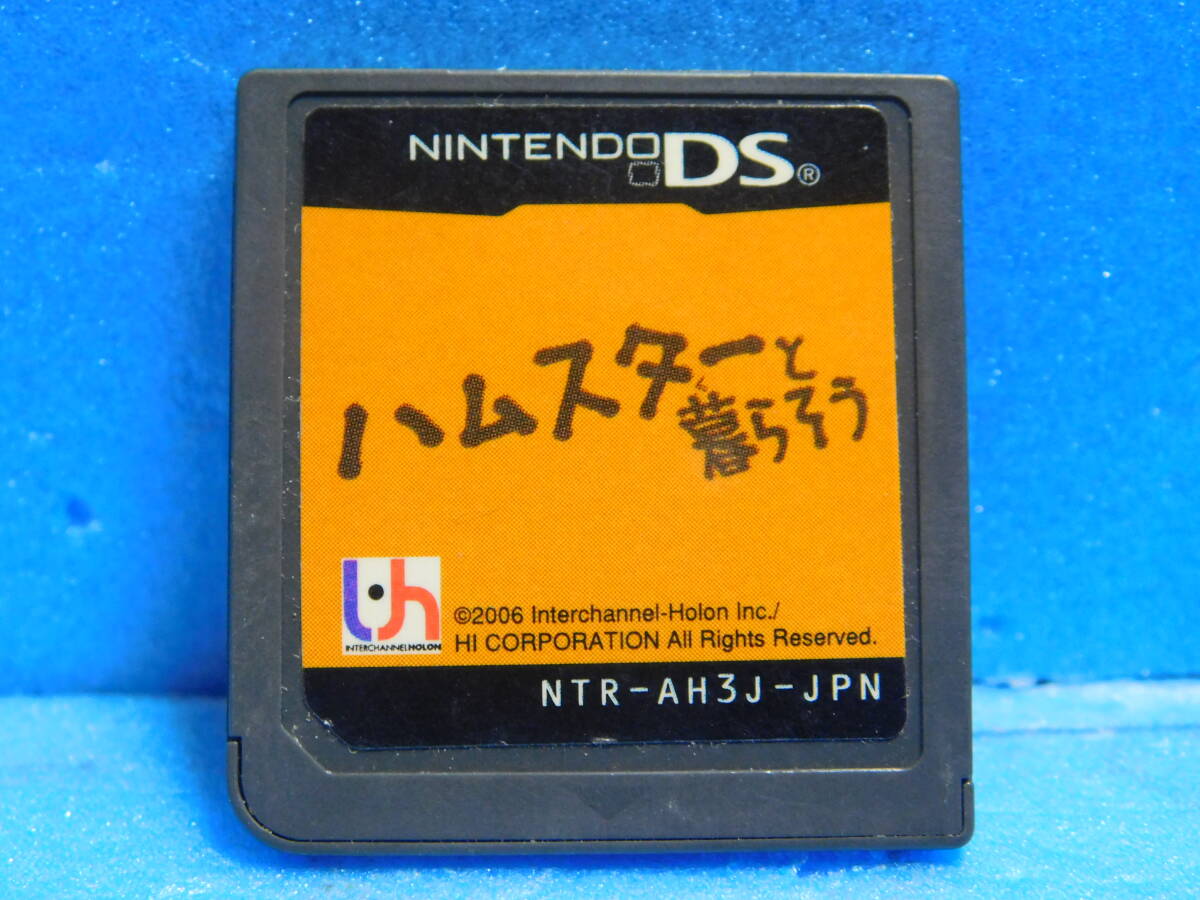 NINTENDO DS®
ハムスターと
暮らそう
INTERCHANNELHOLON
©2006 Interchannel-Holon Inc./
HI CORPORATION All Rights Reserved.
NTR-AH3J-JPN